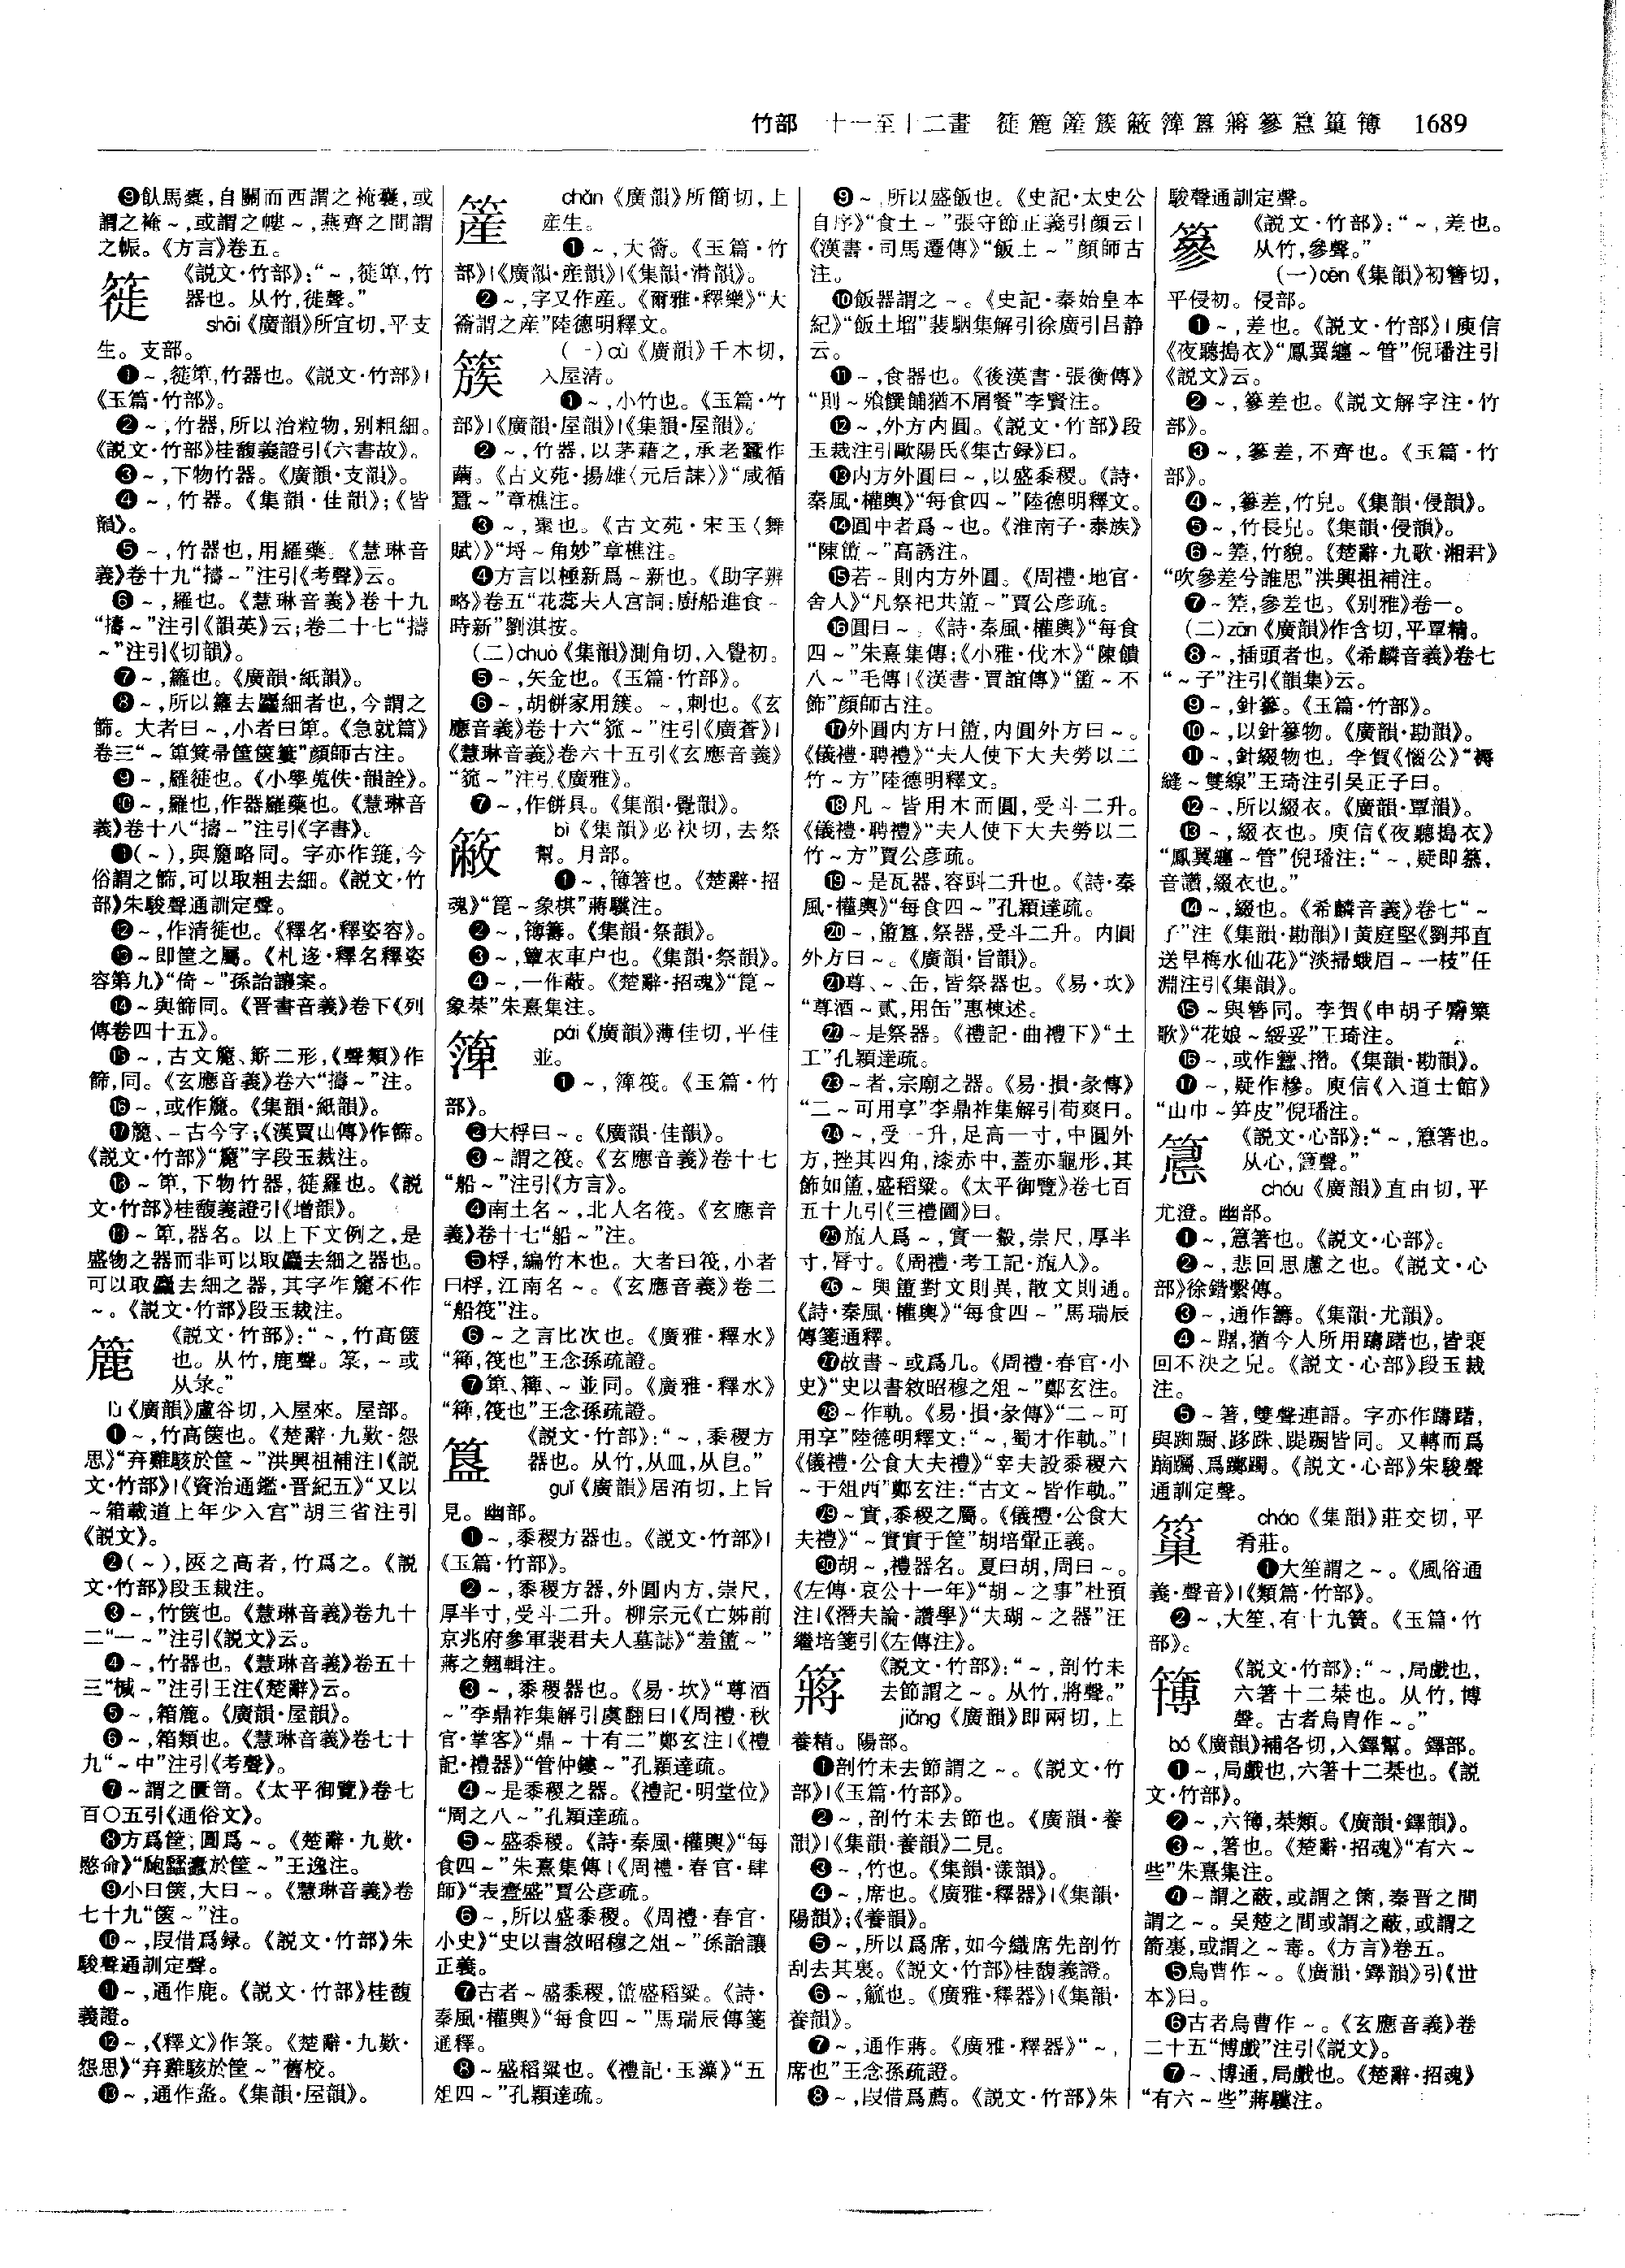 竹部 十一至十二畫 簁簏簅簇蔽簰簋蔣篸𥳖罺簙 1689
❾飤馬橐，自關而西謂之裺囊，或
謂之裺～，或謂之㡞～，燕齊之間謂
之帪。《方言》卷五。
簁
《説文·竹部》：“～，簁箄，竹
器也。从竹，徙聲。”
shāi《廣韻》所宜切，平支
生。支部。
❶～，簁箄，竹器也。《説文·竹部》|
《玉篇·竹部》。
❷～，竹器，所以治粒物，别粗細。
《説文·竹部》桂馥義證引《六書故》。
❸～，下物竹器。《廣韻·支韻》。
❹～，竹器。《集韻·佳韻》；《皆
韻》。
❺～，竹器也，用羅藥。《慧琳音
義》卷十九“擣～”注引《考聲》云。
❻～，羅也。《慧琳音義》卷十九
“擣～”注引《韻英》云；卷二十七“擣
～”注引《切韻》。
❼～，籭也。《廣韻·紙韻》。
❽～，所以籮去麤細者也，今謂之
篩。大者曰～，小者曰箄。《急就篇》
卷三“～箄箕帚筐篋簍”顔師古注。
❾～，羅簁也。《小學蒐佚·韻詮》。
❿～，羅也，作器羅藥也。《慧琳音
義》卷十八“擣～”注引《字書》。
⓫(～)，與簏略同。字亦作篵，今
俗謂之篩，可以取粗去細。《説文·竹
部》朱駿聲通訓定聲。
⓬～，作清徙也。《釋名·釋姿容》。
⓭～即筐之屬。《札迻·釋名釋姿
容第九》“倚～”孫詒讓案。
⓮～與篩同。《晉書音義》卷下《列
傳卷四十五》。
⓯～，古文簏、簛二形，《聲類》作
篩，同。《玄應音義》卷六“擣～”注。
⓰～，或作籭。《集韻·紙韻》。
⓱籭、～古今字；《漢賈山傳》作篩。
《説文·竹部》“籭”字段玉裁注。
⓲～箄，下物竹器，簁羅也。《説
文·竹部》桂馥義證引《增韻》。
⓳～箄，器名。以上下文例之，是
盛物之器而非可以取麤去細之器也。
可以取麤去細之器，其字作籭不作
～。《説文·竹部》段玉裁注。
簏
《説文·竹部》：“～，竹高篋
也。从竹，鹿聲。箓，～或
从彔。”
lù《廣韻》盧谷切，入屋來。屋部。
❶～，竹高篋也。《楚辭·九歎·怨
思》“弃雞駭於筐～”洪興祖補注|《説
文·竹部》|《資治通鑑·晉紀五》“又以
～箱載道上年少入宫”胡三省注引
《説文》。
❷(～)，匧之高者，竹爲之。《説
文·竹部》段玉裁注。
❸～，竹篋也。《慧琳音義》卷九十
二“一～”注引《説文》云。
❹～，竹器也。《慧琳音義》卷五十
三“椷～”注引王注《楚辭》云。
❺～，箱簏。《廣韻·屋韻》。
❻～，箱類也。《慧琳音義》卷七十
九“～中”注引《考聲》。
❼～謂之匱笥。《太平御覽》卷七
百〇五引《通俗文》。
❽方爲筐；圓爲～。《楚辭·九歎·
愍命》“瓟瓥蠹於筐～”王逸注。
❾小曰篋，大曰～。《慧琳音義》卷
七十九“篋～”注。
❿～，叚借爲録。《説文·竹部》朱
駿聲通訓定聲。
⓫～，通作鹿。《説文·竹部》桂馥
義證。
⓬～，《釋文》作箓。《楚辭·九歎·
怨思》“弃雞駭於筐～”舊校。
⓭～，通作盝。《集韻·屋韻》。
簅
chǎn《廣韻》所簡切，上
産生。
❶～，大籥。《玉篇·竹
部》|《廣韻·産韻》|《集韻·潸韻》。
❷～，字又作産。《爾雅·釋樂》“大
籥謂之産”陸德明釋文。
簇
(一)cù《廣韻》千木切，
入屋清。
❶～，小竹也。《玉篇·竹
部》|《廣韻·屋韻》|《集韻·屋韻》。
❷～，竹器，以茅藉之，承老蠶作
繭。《古文苑·揚雄〈元后誄〉》“咸循
蠶～”章樵注。
❸～，聚也。《古文苑·宋玉〈舞
賦〉》“埓～角妙”章樵注。
❹方言以極新爲～新也。《助字辨
略》卷五“花蕊夫人宫詞：廚船進食～
時新”劉淇按。
(二)chuò《集韻》測角切，入覺初。
❺～，矢金也。《玉篇·竹部》。
❻～，胡餅家用簇。～，刺也。《玄
應音義》卷十六“箛～”注引《廣蒼》|
《慧琳音義》卷六十五引《玄應音義》
“箛～”注引《廣雅》。
❼～，作餅具。《集韻·覺韻》。
蔽
bì《集韻》必袂切，去祭
幫。月部。
❶～，簙箸也。《楚辭·招
魂》“箟～象棋”蔣驥注。
❷～，簙籌。《集韻·祭韻》。
❸～，簟衣車户也。《集韻·祭韻》。
❹～，一作蔽。《楚辭·招魂》“箟～
象棊”朱熹集注。
簰
pái《廣韻》薄佳切，平佳
並。
❶～，簰筏。《玉篇·竹
部》。
❷大桴曰～。《廣韻·佳韻》。
❸～謂之筏。《玄應音義》卷十七
“船～”注引《方言》。
❹南土名～，北人名筏。《玄應音
義》卷十七“船～”注。
❺桴，編竹木也。大者曰筏，小者
曰桴，江南名～。《玄應音義》卷二
“船筏”注。
❻～之言比次也。《廣雅·釋水》
“簰，筏也”王念孫疏證。
❼箄、簰、～並同。《廣雅·釋水》
“簰，筏也”王念孫疏證。
簋
《説文·竹部》：“～，黍稷方
器也。从竹，从皿，从皀。”
guǐ《廣韻》居洧切，上旨
見。幽部。
❶～，黍稷方器也。《説文·竹部》|
《玉篇·竹部》。
❷～，黍稷方器，外圓内方，崇尺，
厚半寸，受斗二升。柳宗元《亡姊前
京兆府參軍裴君夫人墓誌》“羞簠～”
蔣之翹輯注。
❸～，黍稷器也。《易·坎》“尊酒
～”李鼎祚集解引虞翻曰|《周禮·秋
官·掌客》“鼎～十有二”鄭玄注|《禮
記·禮器》“管仲鏤～”孔穎達疏。
❹～是黍稷之器。《禮記·明堂位》
“周之八～”孔穎達疏。
❺～盛黍稷。《詩·秦風·權輿》“每
食四～”朱熹集傳|《周禮·春官·肆
師》“表齍盛”賈公彦疏。
❻～，所以盛黍稷。《周禮·春官·
小史》“史以書敘昭穆之俎～”孫詒讓
正義。
❼古者～盛黍稷，簠盛稻粱。《詩·
秦風·權輿》“每食四～”馬瑞辰傳箋
通釋。
❽～盛稻粱也。《禮記·玉藻》“五
俎四～”孔穎達疏。
❾～，所以盛飯也。《史記·太史公
自序》“食土～”張守節正義引顔云|
《漢書·司馬遷傳》“飯土～”顔師古
注。
❿飯器謂之～。《史記·秦始皇本
紀》“飯土塯”裴駰集解引徐廣引吕静
云。
⓫～，食器也。《後漢書·張衡傳》
“則～飱饌餔猶不屑餐”李賢注。
⓬～，外方内圓。《説文·竹部》段
玉裁注引歐陽氏《集古録》曰。
⓭内方外圓曰～，以盛黍稷。《詩·
秦風·權輿》“每食四～”陸德明釋文。
⓮圓中者爲～也。《淮南子·泰族》
“陳簠～”高誘注。
⓯若～則内方外圓。《周禮·地官·
舍人》“凡祭祀共簠～”賈公彦疏。
⓰圓曰～。《詩·秦風·權輿》“每食
四～”朱熹集傳；《小雅·伐木》“陳饋
八～”毛傳|《漢書·賈誼傳》“簠～不
飾”顔師古注。
⓱外圓内方曰簠，内圓外方曰～。
《儀禮·聘禮》“夫人使下大夫勞以二
竹～方”陸德明釋文。
⓲凡～皆用木而圓，受斗二升。
《儀禮·聘禮》“夫人使下大夫勞以二
竹～方”賈公彦疏。
⓳～是瓦器，容㪷二升也。《詩·秦
風·權輿》“每食四～”孔穎達疏。
⓴～，簠簋，祭器，受斗二升。内圓
外方曰～。《廣韻·旨韻》。
㉑尊、～、缶，皆祭器也。《易·坎》
“尊酒～貳，用缶”惠棟述。
㉒～是祭器。《禮記·曲禮下》“士
工”孔穎達疏。
㉓～者，宗廟之器。《易·損·彖傳》
“二～可用享”李鼎祚集解引荀爽曰。
㉔～，受一升，足高一寸，中圓外
方，挫其四角，漆赤中，蓋亦龜形，其
飾如簠，盛稻粱。《太平御覽》卷七百
五十九引《三禮圖》曰。
㉕旊人爲～，實一觳，崇尺，厚半
寸，脣寸。《周禮·考工記·旊人》。
㉖～與簠對文則異，散文則通。
《詩·秦風·權輿》“每食四～”馬瑞辰
傳箋通釋。
㉗故書～或爲几。《周禮·春官·小
史》“史以書敘昭穆之俎～”鄭玄注。
㉘～作軌。《易·損·彖傳》“二～可
用享”陸德明釋文：“～，蜀才作軌。”|
《儀禮·公食大夫禮》“宰夫設黍稷六
～于俎西”鄭玄注：“古文～皆作軌。”
㉙～實，黍稷之屬。《儀禮·公食大
夫禮》“～實實于筐”胡培翬正義。
㉚胡～，禮器名。夏曰胡，周曰～。
《左傳·哀公十一年》“胡～之事”杜預
注|《潛夫論·讚學》“夫瑚～之器”汪
繼培箋引《左傳注》。
蔣
《説文·竹部》：“～，剖竹未
去節謂之～。从竹，將聲。”
jiǎng《廣韻》即兩切，上
養精。陽部。
❶剖竹未去節謂之～。《説文·竹
部》|《玉篇·竹部》。
❷～，剖竹未去節也。《廣韻·養
韻》|《集韻·養韻》二見。
❸～，竹也。《集韻·漾韻》。
❹～，席也。《廣雅·釋器》|《集韻·
陽韻》；《養韻》。
❺～，所以爲席，如今織席先剖竹
刮去其裏。《説文·竹部》桂馥義證。
❻～，觚也。《廣雅·釋器》|《集韻·
養韻》。
❼～，通作蔣。《廣雅·釋器》“～，
席也”王念孫疏證。
❽～，叚借爲薦。《説文·竹部》朱
駿聲通訓定聲。
篸
《説文·竹部》：“～，差也。
从竹，參聲。”
(一)cēn《集韻》初簪切，
平侵初。侵部。
❶～，差也。《説文·竹部》|庾信
《夜聽搗衣》“鳳翼纏～管”倪璠注引
《説文》云。
❷～，篸差也。《説文解字注·竹
部》。
❸～，篸差，不齊也。《玉篇·竹
部》。
❹～，篸差，竹皃。《集韻·侵韻》。
❺～，竹長皃。《集韻·侵韻》。
❻～筹，竹貌。《楚辭·九歌·湘君》
“吹參差兮誰思”洪興祖補注。
❼～筹，參差也。《别雅》卷一。
(二)zān《廣韻》作含切，平覃精。
❽～，插頭者也。《希麟音義》卷七
“～子”注引《韻集》云。
❾～，針篸。《玉篇·竹部》。
❿～，以針篸物。《廣韻·勘韻》。
⓫～，針綴物也。李賀《惱公》“褥
縫～雙線”王琦注引吴正子曰。
⓬～，所以綴衣。《廣韻·覃韻》。
⓭～，綴衣也。庾信《夜聽搗衣》
“鳳翼纏～管”倪璠注：“～，疑即篸，
音讚，綴衣也。”
⓮～，綴也。《希麟音義》卷七“～
子”注《集韻·勘韻》|黄庭堅《劉邦直
送早梅水仙花》“淡掃蛾眉～一枝”任
淵注引《集韻》。
⓯～與簪同。李賀《申胡子觱篥
歌》“花娘～綏妥”王琦注。
⓰～，或作䥄、撍。《集韻·勘韻》。
⓱～，疑作槮。庾信《入道士館》
“山巾～笋皮”倪璠注。
𥳖
《説文·心部》：“～，𥳖箸也。
从心，𥳑聲。”
chóu《廣韻》直由切，平
尤澄。幽部。
❶～，𥳖著也。《説文·心部》。
❷～，悲回思慮之也。《説文·心
部》徐鍇繫傳。
❸～，通作籌。《集韻·尤韻》。
❹～躇，猶今人所用躊躇也，皆裵
回不決之皃。《説文·心部》段玉裁
注。
❺～著，雙聲連語。字亦作躊躇，
與踟躕、跢跦、踶躕皆同。又轉而爲
蹢躅、爲躑躅。《説文·心部》朱駿聲
通訓定聲。
罺
cháo《集韻》莊交切，平
肴莊。
❶大笙謂之～。《風俗通
義·聲音》|《類篇·竹部》。
❷～，大笙，有十九簧。《玉篇·竹
部》。
簙
《説文·竹部》：“～，局戲也，
六箸十二棊也。从竹，博
聲。古者烏冑作～。”
bó《廣韻》補各切，入鐸幫。鐸部。
❶～，局戲也，六箸十二棊也。《説
文·竹部》。
❷～，六簙，棊類。《廣韻·鐸韻》。
❸～，箸也。《楚辭·招魂》“有六～
些”朱熹集注。
❹～謂之蔽，或謂之箘，秦晉之間
謂之～。吴楚之間或謂之蔽，或謂之
箭裏，或謂之～毒。《方言》卷五。
❺烏曹作～。《廣韻·鐸韻》引《世
本》曰。
❻古者烏曹作～。《玄應音義》卷
二十五“博戲”注引《説文》。
❼～、博通，局戲也。《楚辭·招魂》
“有六～些”蔣驥注。